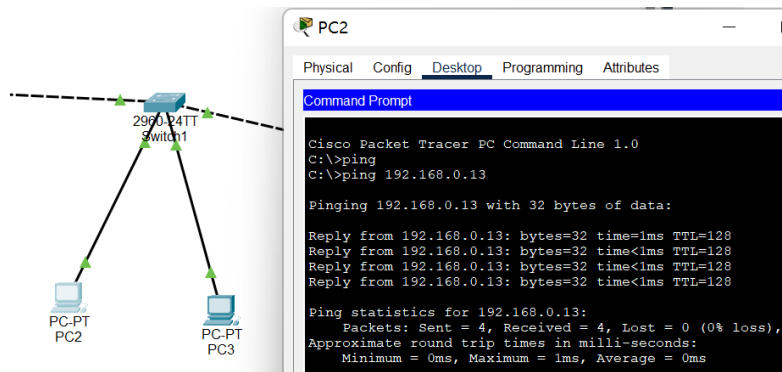 2960-24TT
Switch1
PC-PT
PC2
PC-PT
PC3
PC2
Physical Config Desktop Programming Attributes
Command Prompt
Cisco Packet Tracer PC Command Line 1.0
C:\>ping
C:\>ping 192.168.0.13
Pinging 192.168.0.13 with 32 bytes of data:
Reply from 192.168.0.13: bytes=32 time=1ms TTL=128
Reply from 192.168.0.13: bytes=32 time<1ms TTL=128
Reply from 192.168.0.13: bytes=32 time<1ms TTL=128
Reply from 192.168.0.13: bytes=32 time<1ms TTL=128
Ping statistics for 192.168.0.13:
Packets: Sent = 4, Received = 4, Lost = 0 (0% loss),
Approximate round trip times in milli-seconds:
Minimum = 0ms, Maximum = 1ms, Average = 0ms